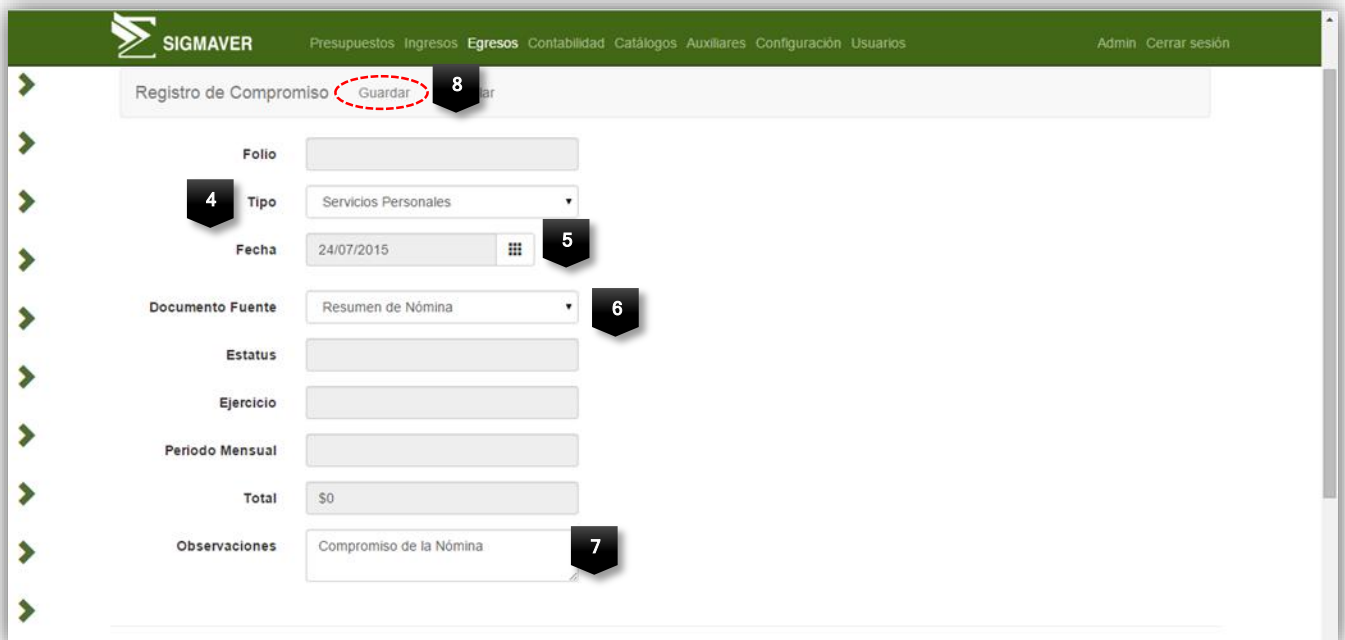 SIGMAVER Presupuestos Ingresos Egresos Contabilidad Catálogos Auxiliares Configuración Usuarios Admin Cerrar sesión
Registro de Compromiso Guardar 8 lar
Folio
4 Tipo Servicios Personales
Fecha 24/07/2015 5
Documento Fuente Resumen de Nómina 6
Estatus
Ejercicio
Periodo Mensual
Total $0
Observaciones Compromiso de la Nómina 7